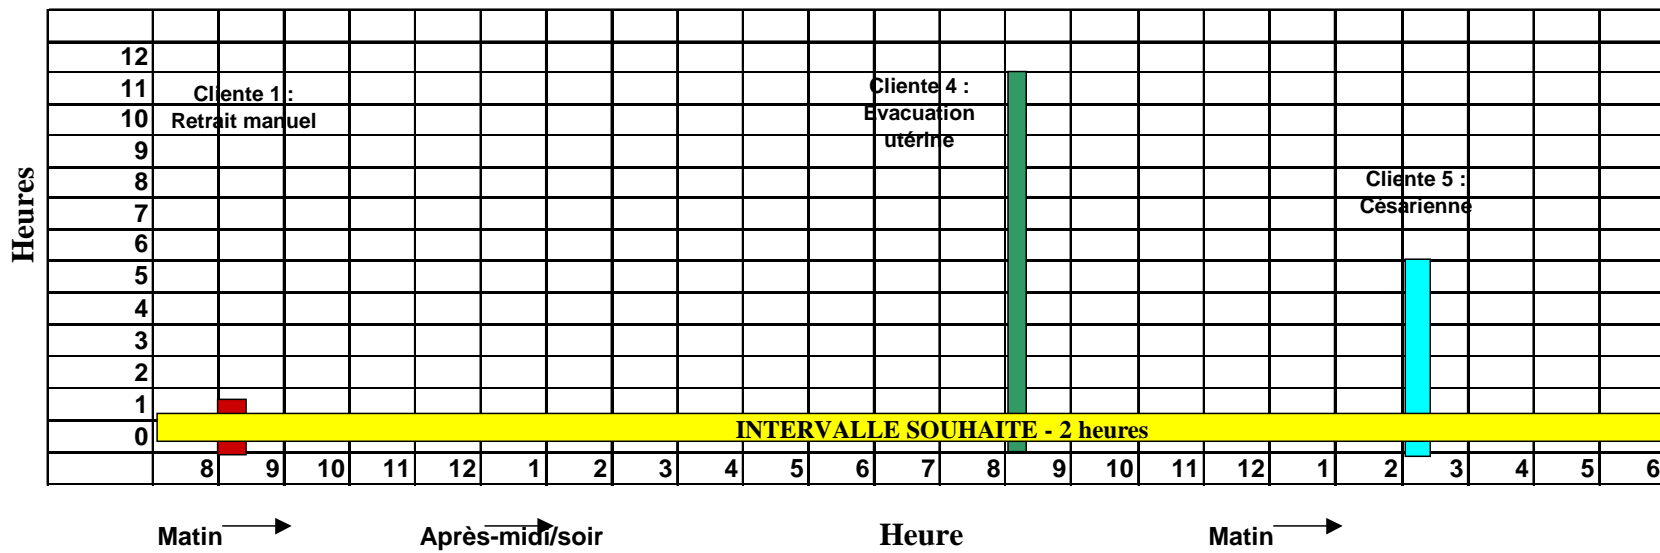 12
11
10
9
8
7
6
5
4
3
2
1
0
Heures
Cliente 1 :
Retrait manuel
Cliente 4 :
Evacuation
utérine
Cliente 5 :
Césarienne
INTERVALLE SOUHAITE - 2 heures
8 9 10 11 12 1 2 3 4 5 6 7 8 9 10 11 12 1 2 3 4 5 6
Matin Après-midi/soir Heure Matin